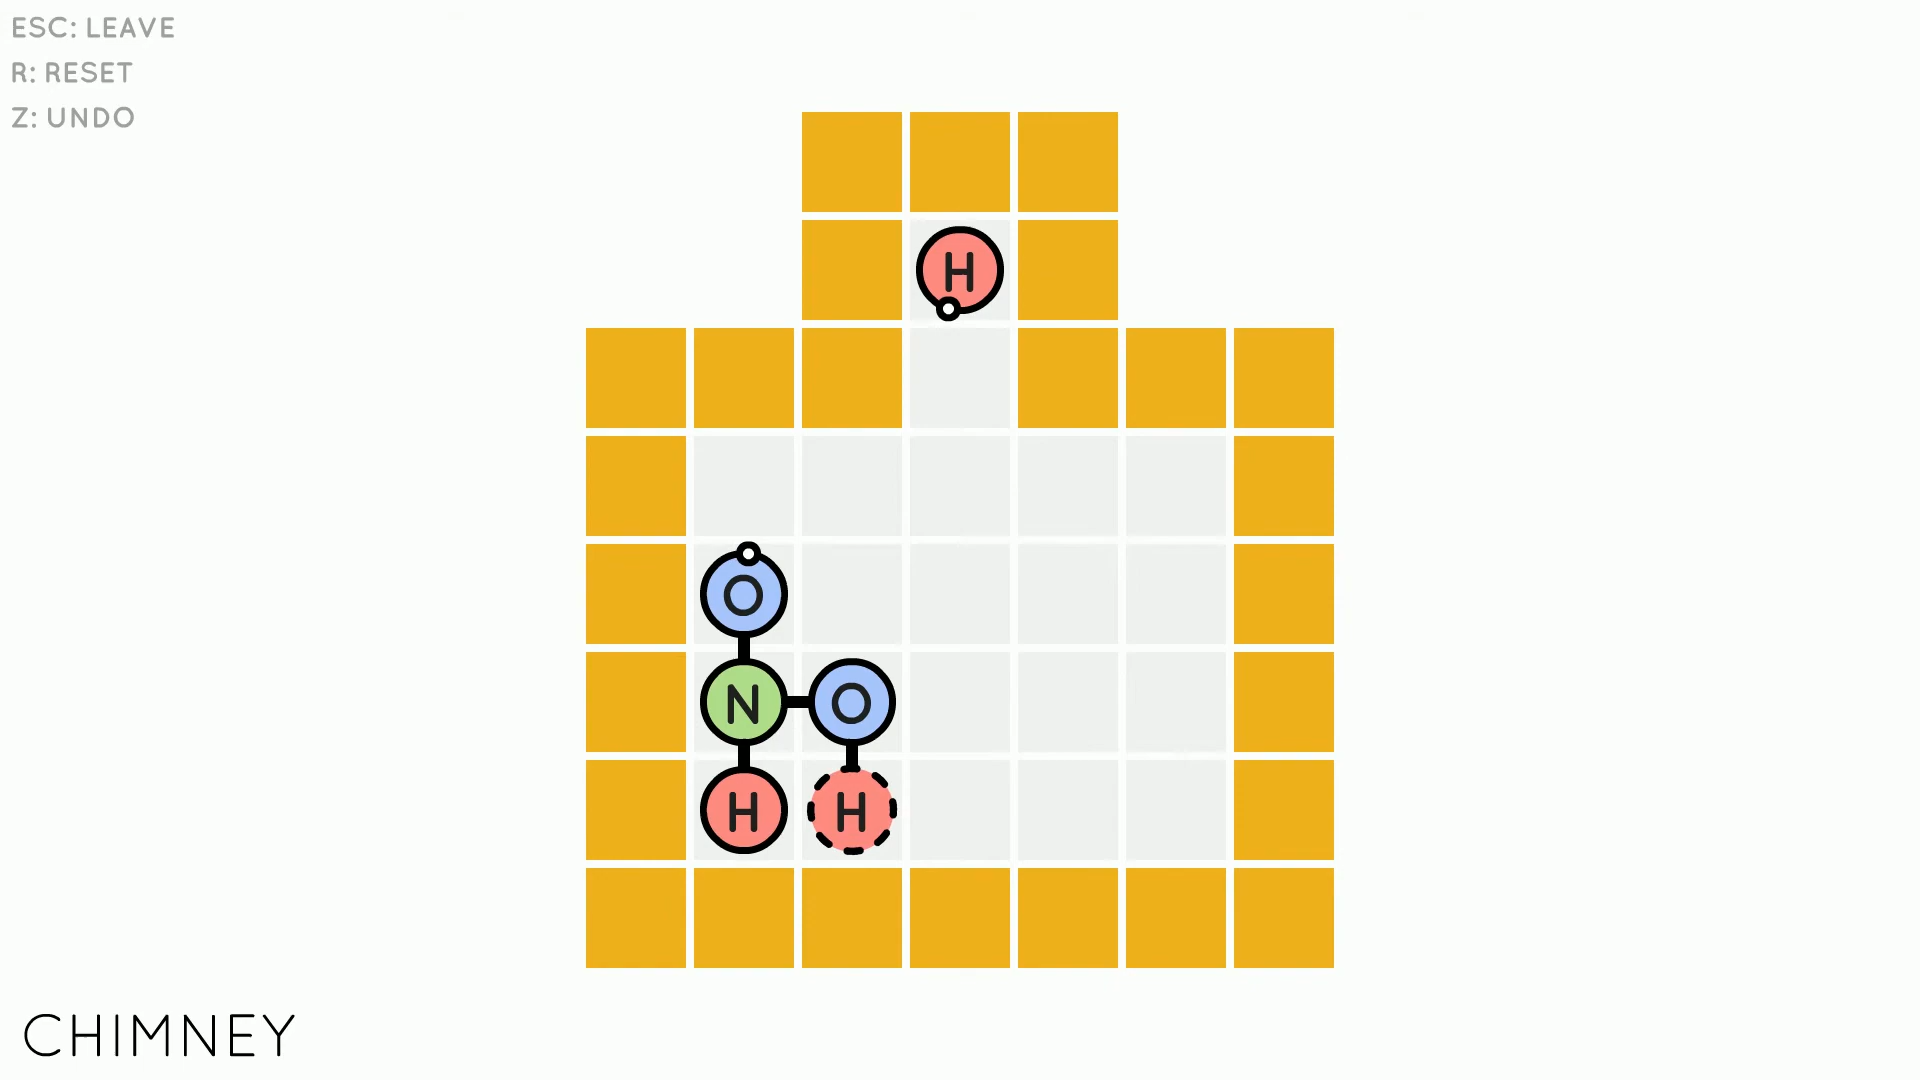 ESC: LEAVE
R: RESET
Z: UNDO
H
O
N O
H H
CHIMNEY